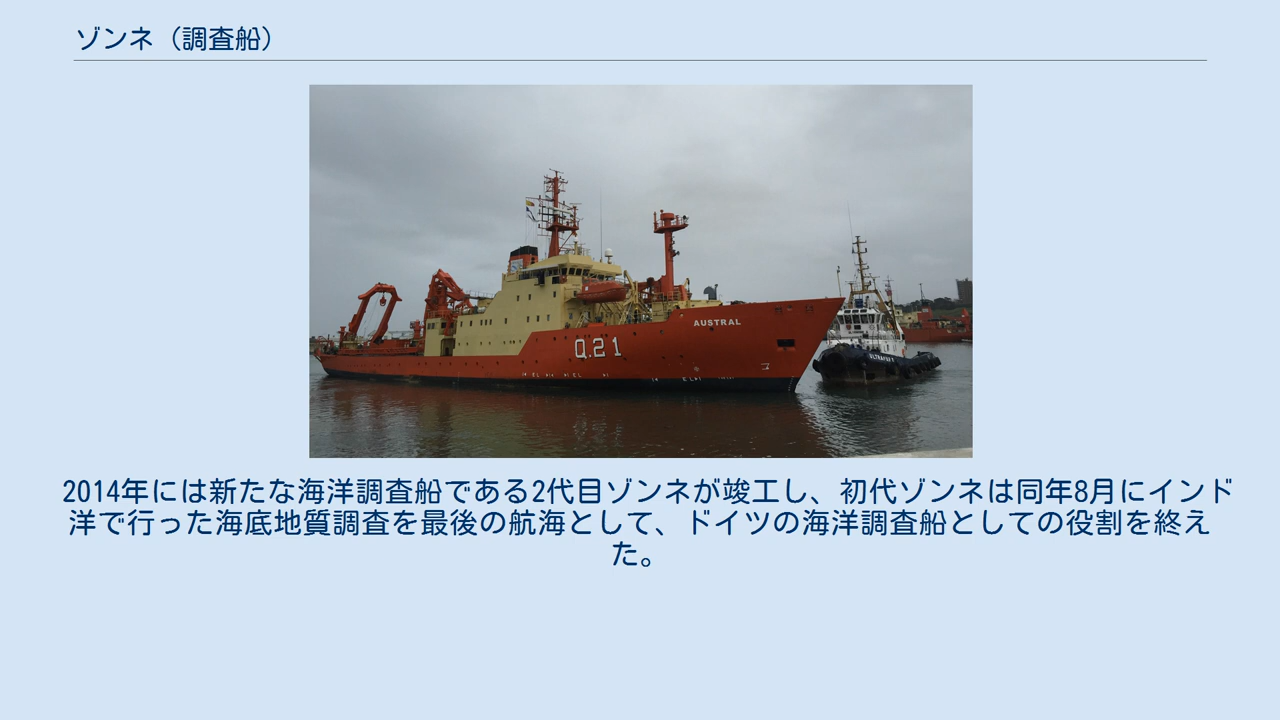 ゾンネ（調査船）
AUSTRAL
Q.21
2014年には新たな海洋調査船である2代目ゾンネが竣工し、初代ゾンネは同年8月にインド
洋で行った海底地質調査を最後の航海として、ドイツの海洋調査船としての役割を終え
た。